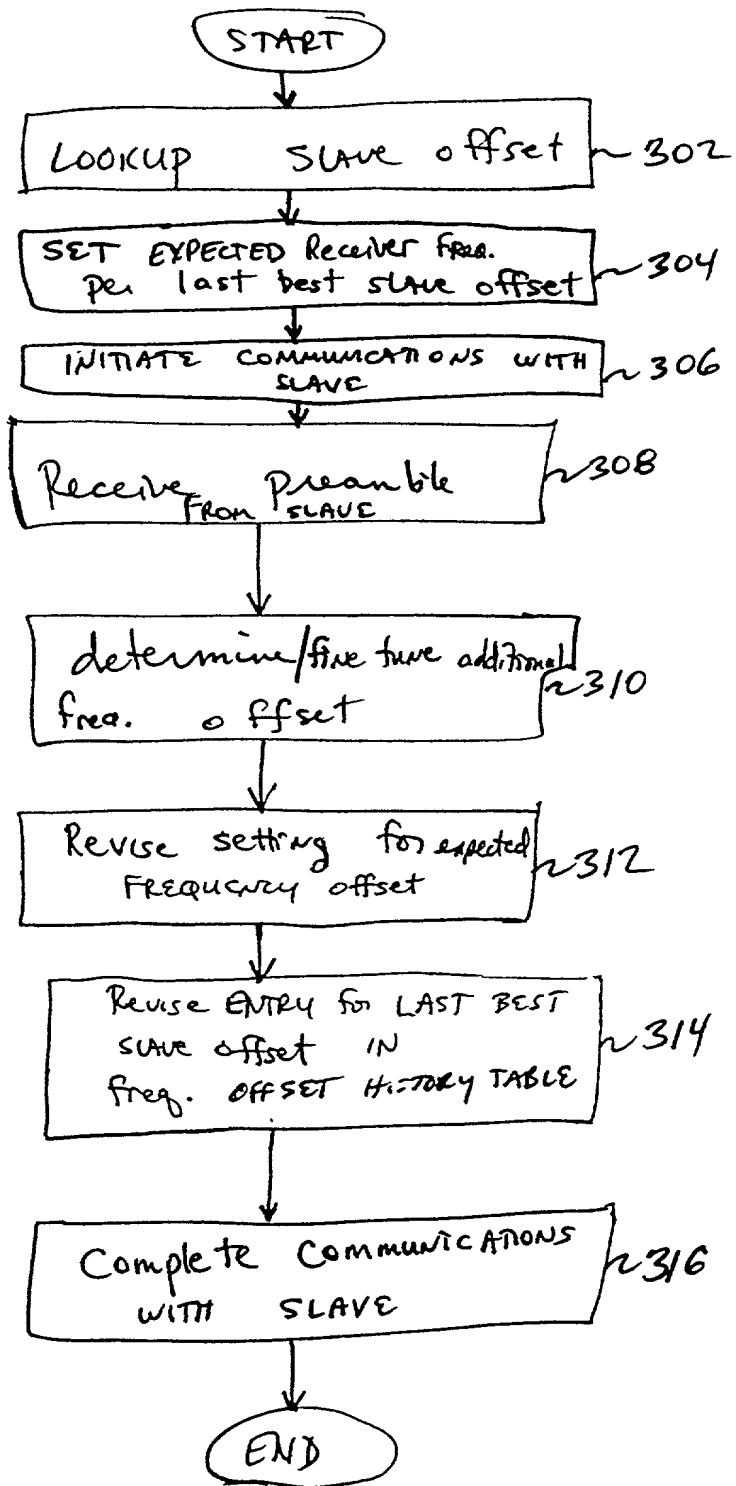 START
LOOKUP SLAVE offset 302
SET EXPECTED Receiver FREQ.
per last best slave offset 304
INITIATE COMMUNICATIONS WITH
SLAVE 306
Receive Preamble 308
FROM SLAVE
determine/fine tune additional
freq. offset 310
Revise setting for expected
FREQUENCY offset 312
Revise ENTRY for LAST BEST
SLAVE offset IN
freq. OFFSET HISTORY TABLE 314
Complete COMMUNICATIONS
WITH SLAVE 316
END